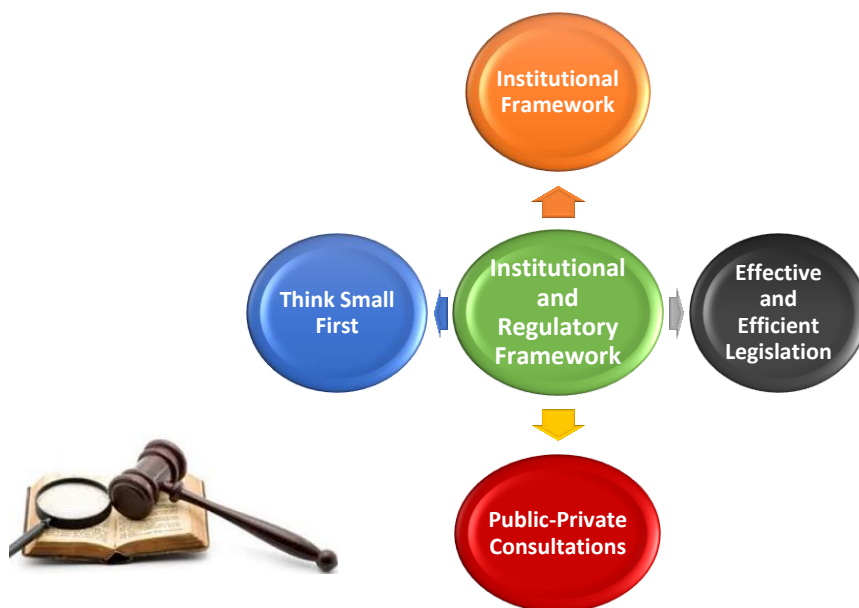 Institutional
Framework
Think Small
First
Institutional
and
Regulatory
Framework
Effective
and
Efficient
Legislation
Public-Private
Consultations